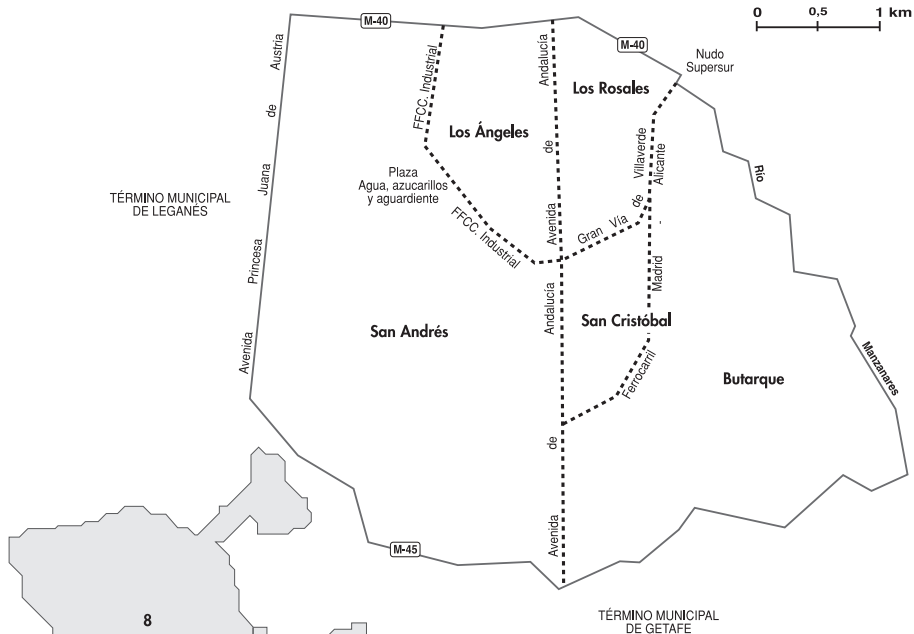 0 0,5 1 km
M-40
M-40
Nudo
Supersur
Avenida Princesa Juana de Austria
FFCC. Industrial
Avenida de Andalucía
Los Rosales
Los Ángeles
Gran Vía de Villaverde
Plaza
Agua, azucarillos
y aguardiente
FFCC. Industrial
TÉRMINO MUNICIPAL
DE LEGANÉS
Río Manzanares
San Andrés
Avenida de Andalucía
San Cristóbal
Ferrocarril Madrid Alicante
Butarque
M-45
8
TÉRMINO MUNICIPAL
DE GETAFE